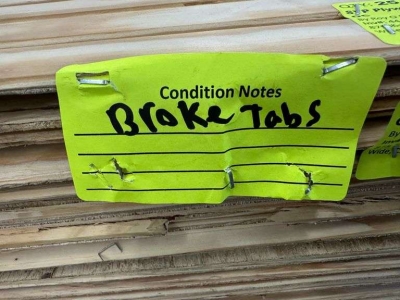 Condition Notes
Broke Tabs